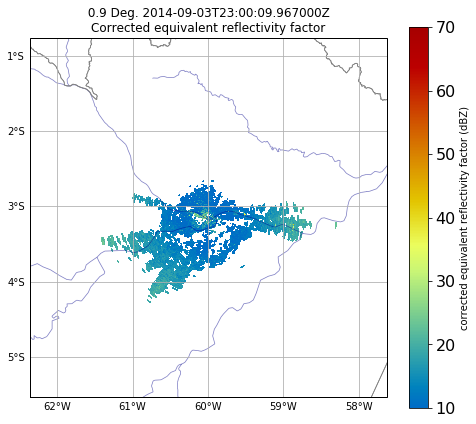 0.9 Deg. 2014-09-03T23:00:09.967000Z
Corrected equivalent reflectivity factor
1°S
2°S
3°S
4°S
5°S
62°W
61°W
60°W
59°W
58°W
70
60
50
40
30
20
10
corrected equivalent reflectivity factor (dBZ)